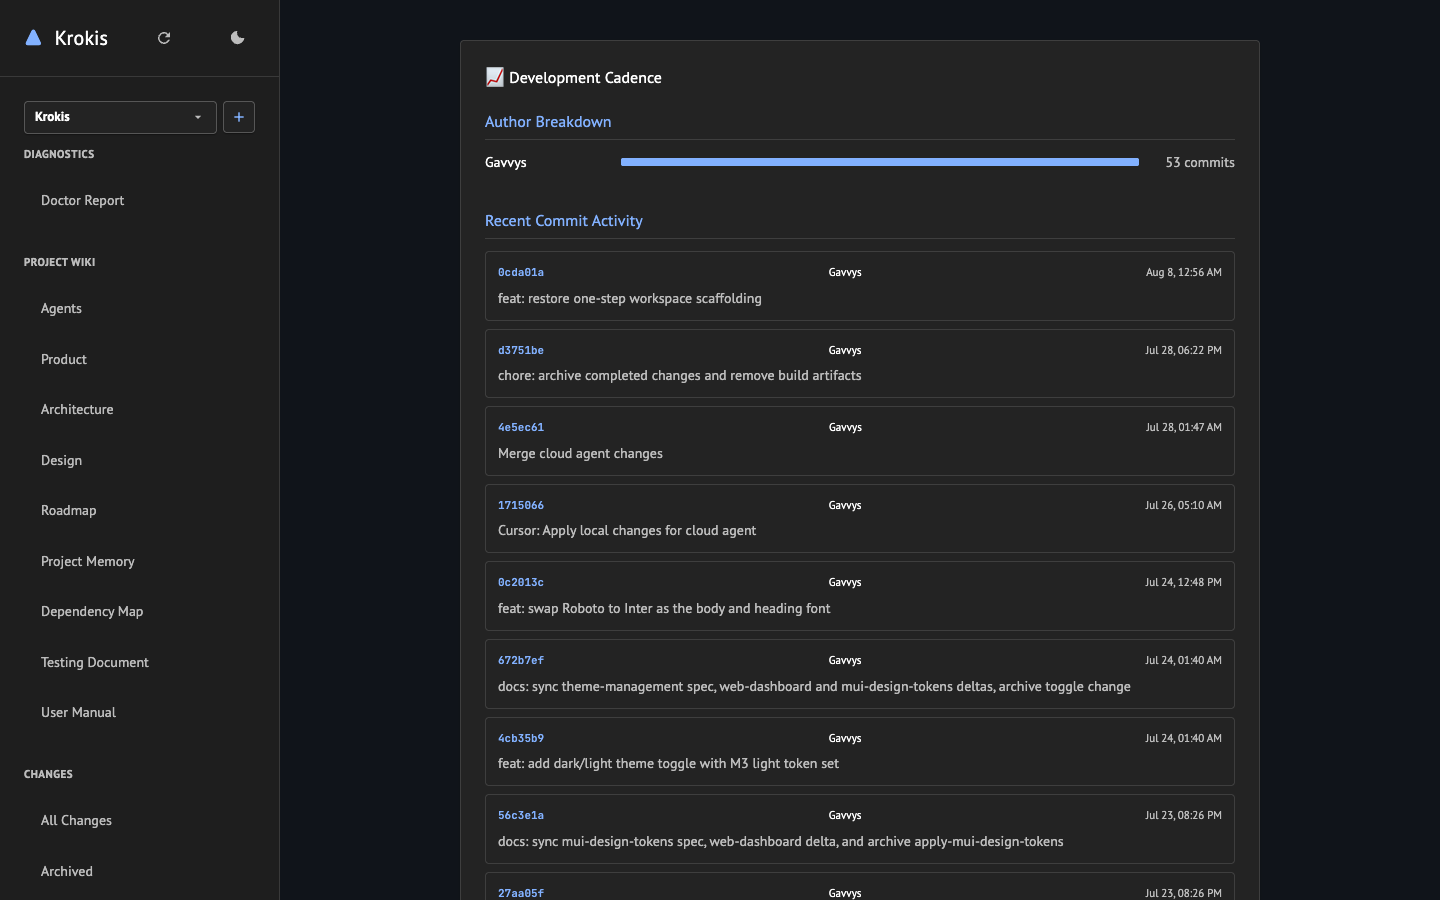 Krokis
Krokis
+
DIAGNOSTICS
Doctor Report
PROJECT WIKI
Agents
Product
Architecture
Design
Roadmap
Project Memory
Dependency Map
Testing Document
User Manual
CHANGES
All Changes
Archived
Development Cadence
Author Breakdown
Gavvys 53 commits
Recent Commit Activity
0cda01a Gavvys Aug 8, 12:56 AM
feat: restore one-step workspace scaffolding
d3751be Gavvys Jul 28, 06:22 PM
chore: archive completed changes and remove build artifacts
4e5ec61 Gavvys Jul 28, 01:47 AM
Merge cloud agent changes
1715066 Gavvys Jul 26, 05:10 AM
Cursor: Apply local changes for cloud agent
0c2013c Gavvys Jul 24, 12:48 PM
feat: swap Roboto to Inter as the body and heading font
672b7ef Gavvys Jul 24, 01:40 AM
docs: sync theme-management spec, web-dashboard and mui-design-tokens deltas, archive toggle change
4cb35b9 Gavvys Jul 24, 01:40 AM
feat: add dark/light theme toggle with M3 light token set
56c3e1a Gavvys Jul 23, 08:26 PM
docs: sync mui-design-tokens spec, web-dashboard delta, and archive apply-mui-design-tokens
27aa05f Gavvys Jul 23, 08:26 PM